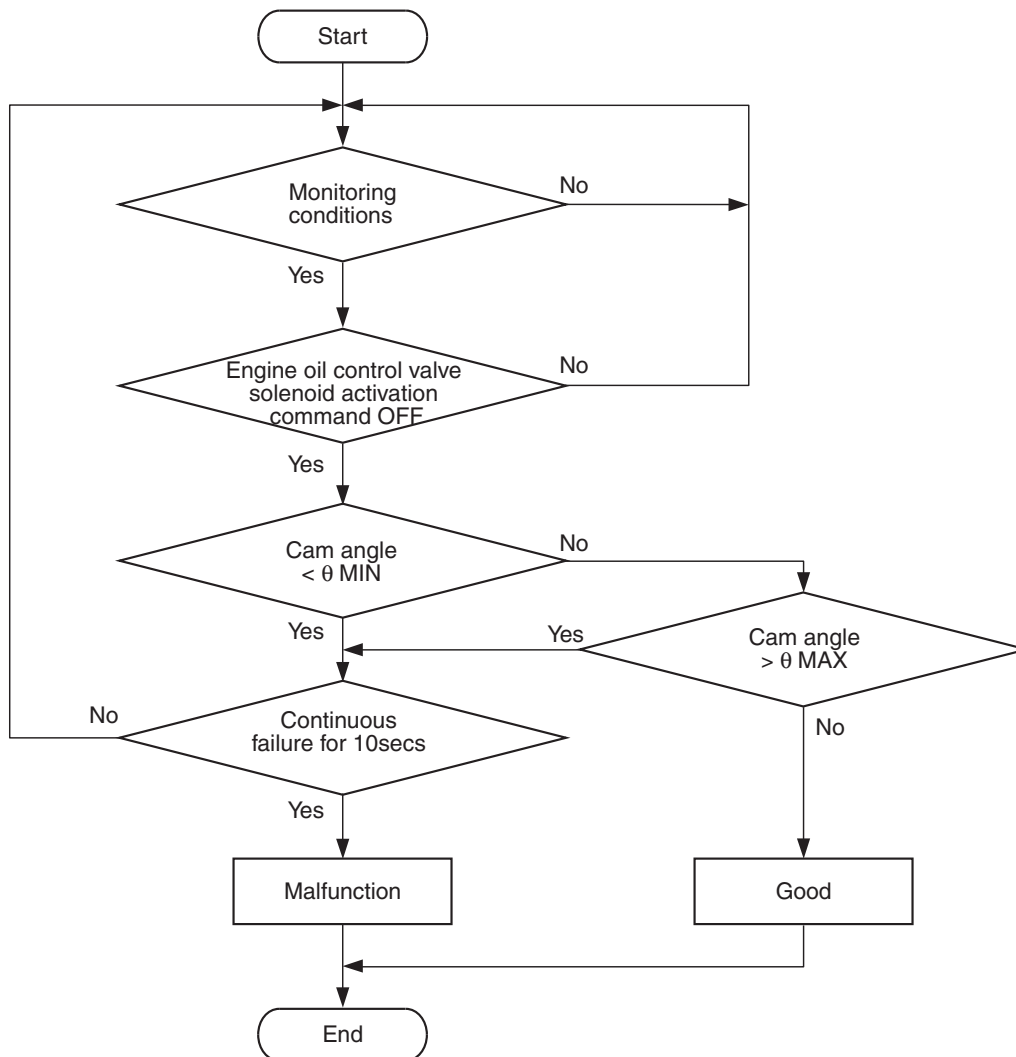 Start
Monitoring
conditions
No
Yes
Engine oil control valve
solenoid activation
command OFF
No
Yes
Cam angle
< θ MIN
No
Yes
Yes
Cam angle
> θ MAX
No
Continuous
failure for 10secs
No
Yes
Malfunction
Good
End